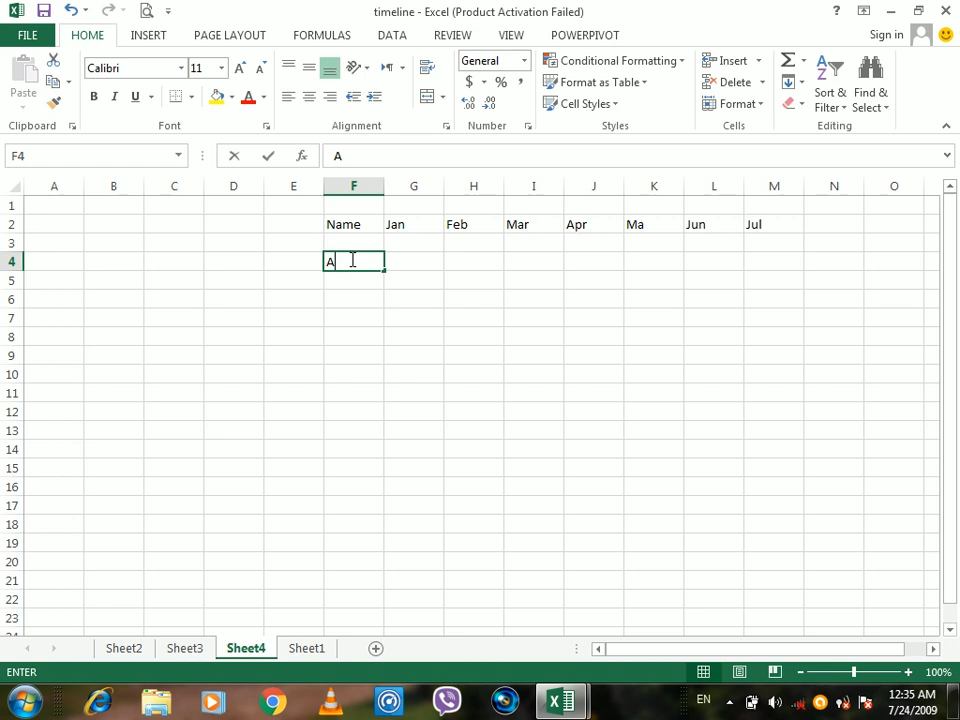 timeline - Excel (Product Activation Failed)
FILE HOME INSERT PAGE LAYOUT FORMULAS DATA REVIEW VIEW POWERPIVOT Sign in
Paste
Calibri 11
B I U A
General
$ % ,
Conditional Formatting
Format as Table
Cell Styles
Insert
Delete
Format
Sort & Filter
Find & Select
Clipboard Font Alignment Number Styles Cells Editing
F4 fx A
A B C D E F G H I J K L M N O
1
2 Name Jan Feb Mar Apr Ma Jun Jul
3
4 A
5
6
7
8
9
10
11
12
13
14
15
16
17
18
19
20
21
22
23
24
Sheet2 Sheet3 Sheet4 Sheet1
ENTER 100%
EN 12:35 AM
7/24/2009